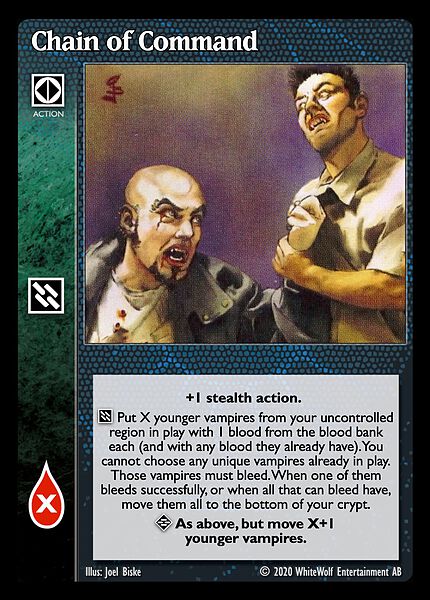 Chain of Command
ACTION
+1 stealth action.
Put X younger vampires from your uncontrolled
region in play with 1 blood from the blood bank
each (and with any blood they already have).You
cannot choose any unique vampires already in play.
Those vampires must bleed.When one of them
bleeds successfully, or when all that can bleed have,
move them all to the bottom of your crypt.
As above, but move X+1
younger vampires.
X
Illus: Joel Biske
© 2020 WhiteWolf Entertainment AB